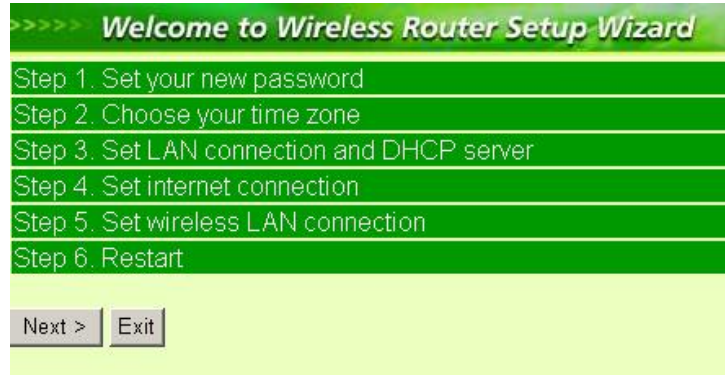 >>>>> Welcome to Wireless Router Setup Wizard
Step 1. Set your new password
Step 2. Choose your time zone
Step 3. Set LAN connection and DHCP server
Step 4. Set internet connection
Step 5. Set wireless LAN connection
Step 6. Restart
Next > Exit